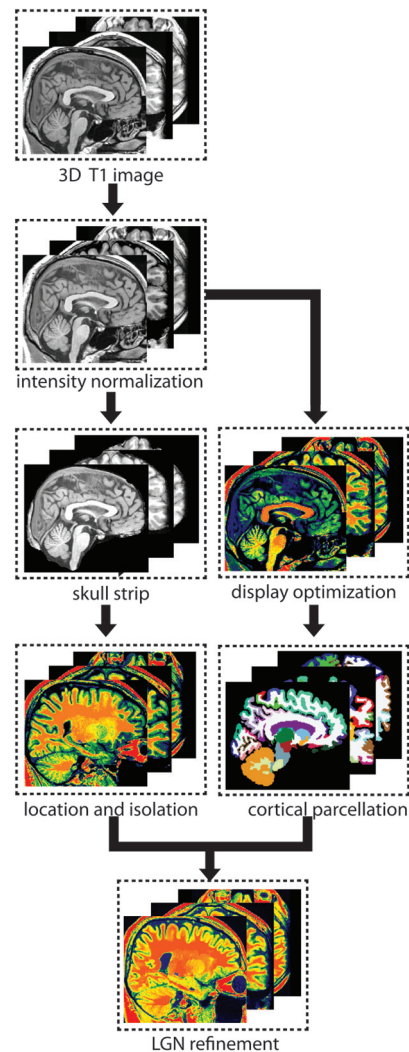 3D T1 image
intensity normalization
skull strip
display optimization
location and isolation
cortical parcellation
LGN refinement